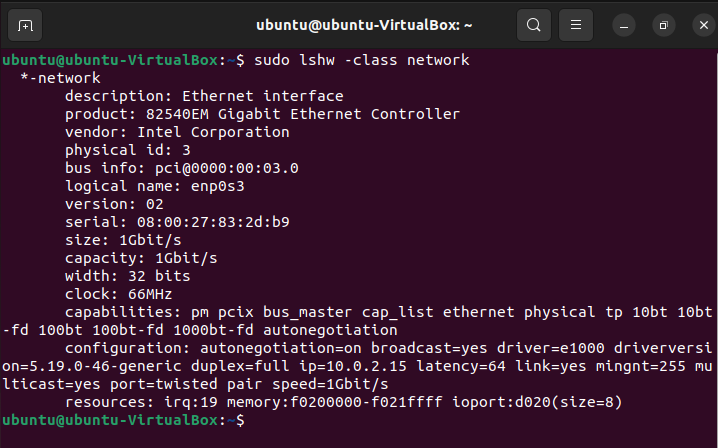 ubuntu@ubuntu-VirtualBox: ~
ubuntu@ubuntu-VirtualBox:~$ sudo lshw -class network
*-network
description: Ethernet interface
product: 82540EM Gigabit Ethernet Controller
vendor: Intel Corporation
physical id: 3
bus info: pci@0000:00:03.0
logical name: enp0s3
version: 02
serial: 08:00:27:83:2d:b9
size: 1Gbit/s
capacity: 1Gbit/s
width: 32 bits
clock: 66MHz
capabilities: pm pcix bus_master cap_list ethernet physical tp 10bt 10bt
-fd 100bt 100bt-fd 1000bt-fd autonegotiation
configuration: autonegotiation=on broadcast=yes driver=e1000 driverversi
on=5.19.0-46-generic duplex=full ip=10.0.2.15 latency=64 link=yes mingnt=255 mu
lticast=yes port=twisted pair speed=1Gbit/s
resources: irq:19 memory:f0200000-f021ffff ioport:d020(size=8)
ubuntu@ubuntu-VirtualBox:~$